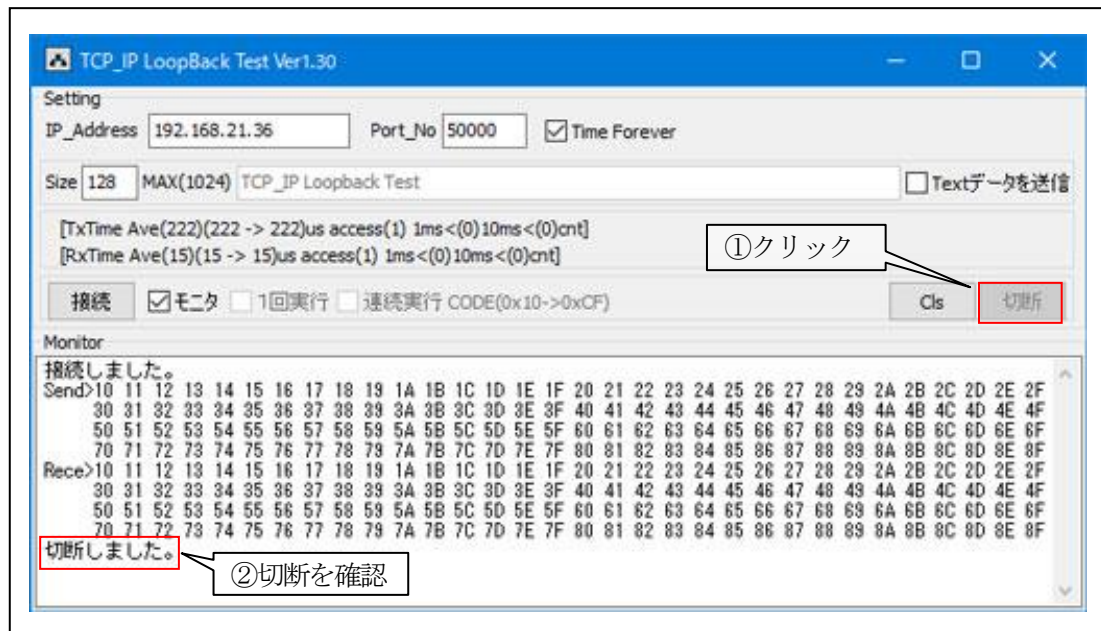 TCP_IP LoopBack Test Ver1.30
Setting
IP_Address 192.168.21.36 Port_No 50000 Time Forever
Size 128 MAX(1024) TCP_IP Loopback Test Textデータを送信
[TxTime Ave(222)(222 -> 222)us access(1) 1ms<(0)10ms<(0)cnt]
[RxTime Ave(15)(15 -> 15)us access(1) 1ms<(0)10ms<(0)cnt]
①クリック
接続 モニタ 1回実行 連続実行 CODE(0x10->0xCF) Cls 切断
Monitor
接続しました。
Send>10 11 12 13 14 15 16 17 18 19 1A 1B 1C 1D 1E 1F 20 21 22 23 24 25 26 27 28 29 2A 2B 2C 2D 2E 2F
30 31 32 33 34 35 36 37 38 39 3A 3B 3C 3D 3E 3F 40 41 42 43 44 45 46 47 48 49 4A 4B 4C 4D 4E 4F
50 51 52 53 54 55 56 57 58 59 5A 5B 5C 5D 5E 5F 60 61 62 63 64 65 66 67 68 69 6A 6B 6C 6D 6E 6F
70 71 72 73 74 75 76 77 78 79 7A 7B 7C 7D 7E 7F 80 81 82 83 84 85 86 87 88 89 8A 8B 8C 8D 8E 8F
Rece>10 11 12 13 14 15 16 17 18 19 1A 1B 1C 1D 1E 1F 20 21 22 23 24 25 26 27 28 29 2A 2B 2C 2D 2E 2F
30 31 32 33 34 35 36 37 38 39 3A 3B 3C 3D 3E 3F 40 41 42 43 44 45 46 47 48 49 4A 4B 4C 4D 4E 4F
50 51 52 53 54 55 56 57 58 59 5A 5B 5C 5D 5E 5F 60 61 62 63 64 65 66 67 68 69 6A 6B 6C 6D 6E 6F
70 71 72 73 74 75 76 77 78 79 7A 7B 7C 7D 7E 7F 80 81 82 83 84 85 86 87 88 89 8A 8B 8C 8D 8E 8F
切断しました。
②切断を確認